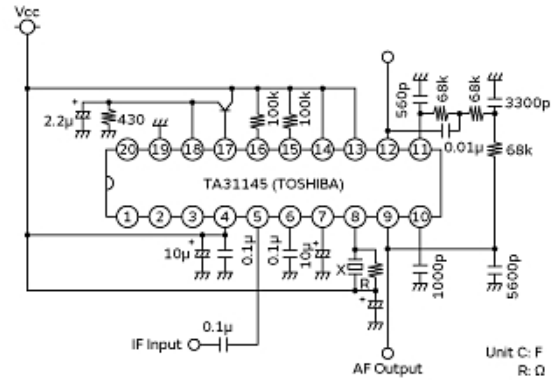 Vcc
2.2μ
430
100k
100k
560p
68k
68k
3300p
0.01μ
68k
20 19 18 17 16 15 14 13 12 11
TA31145 (TOSHIBA)
1 2 3 4 5 6 7 8 9 10
10μ
0.1μ
0.1μ
10μ
X
R
1000p
5600p
0.1μ
IF Input
AF Output
Unit C: F
R: Ω